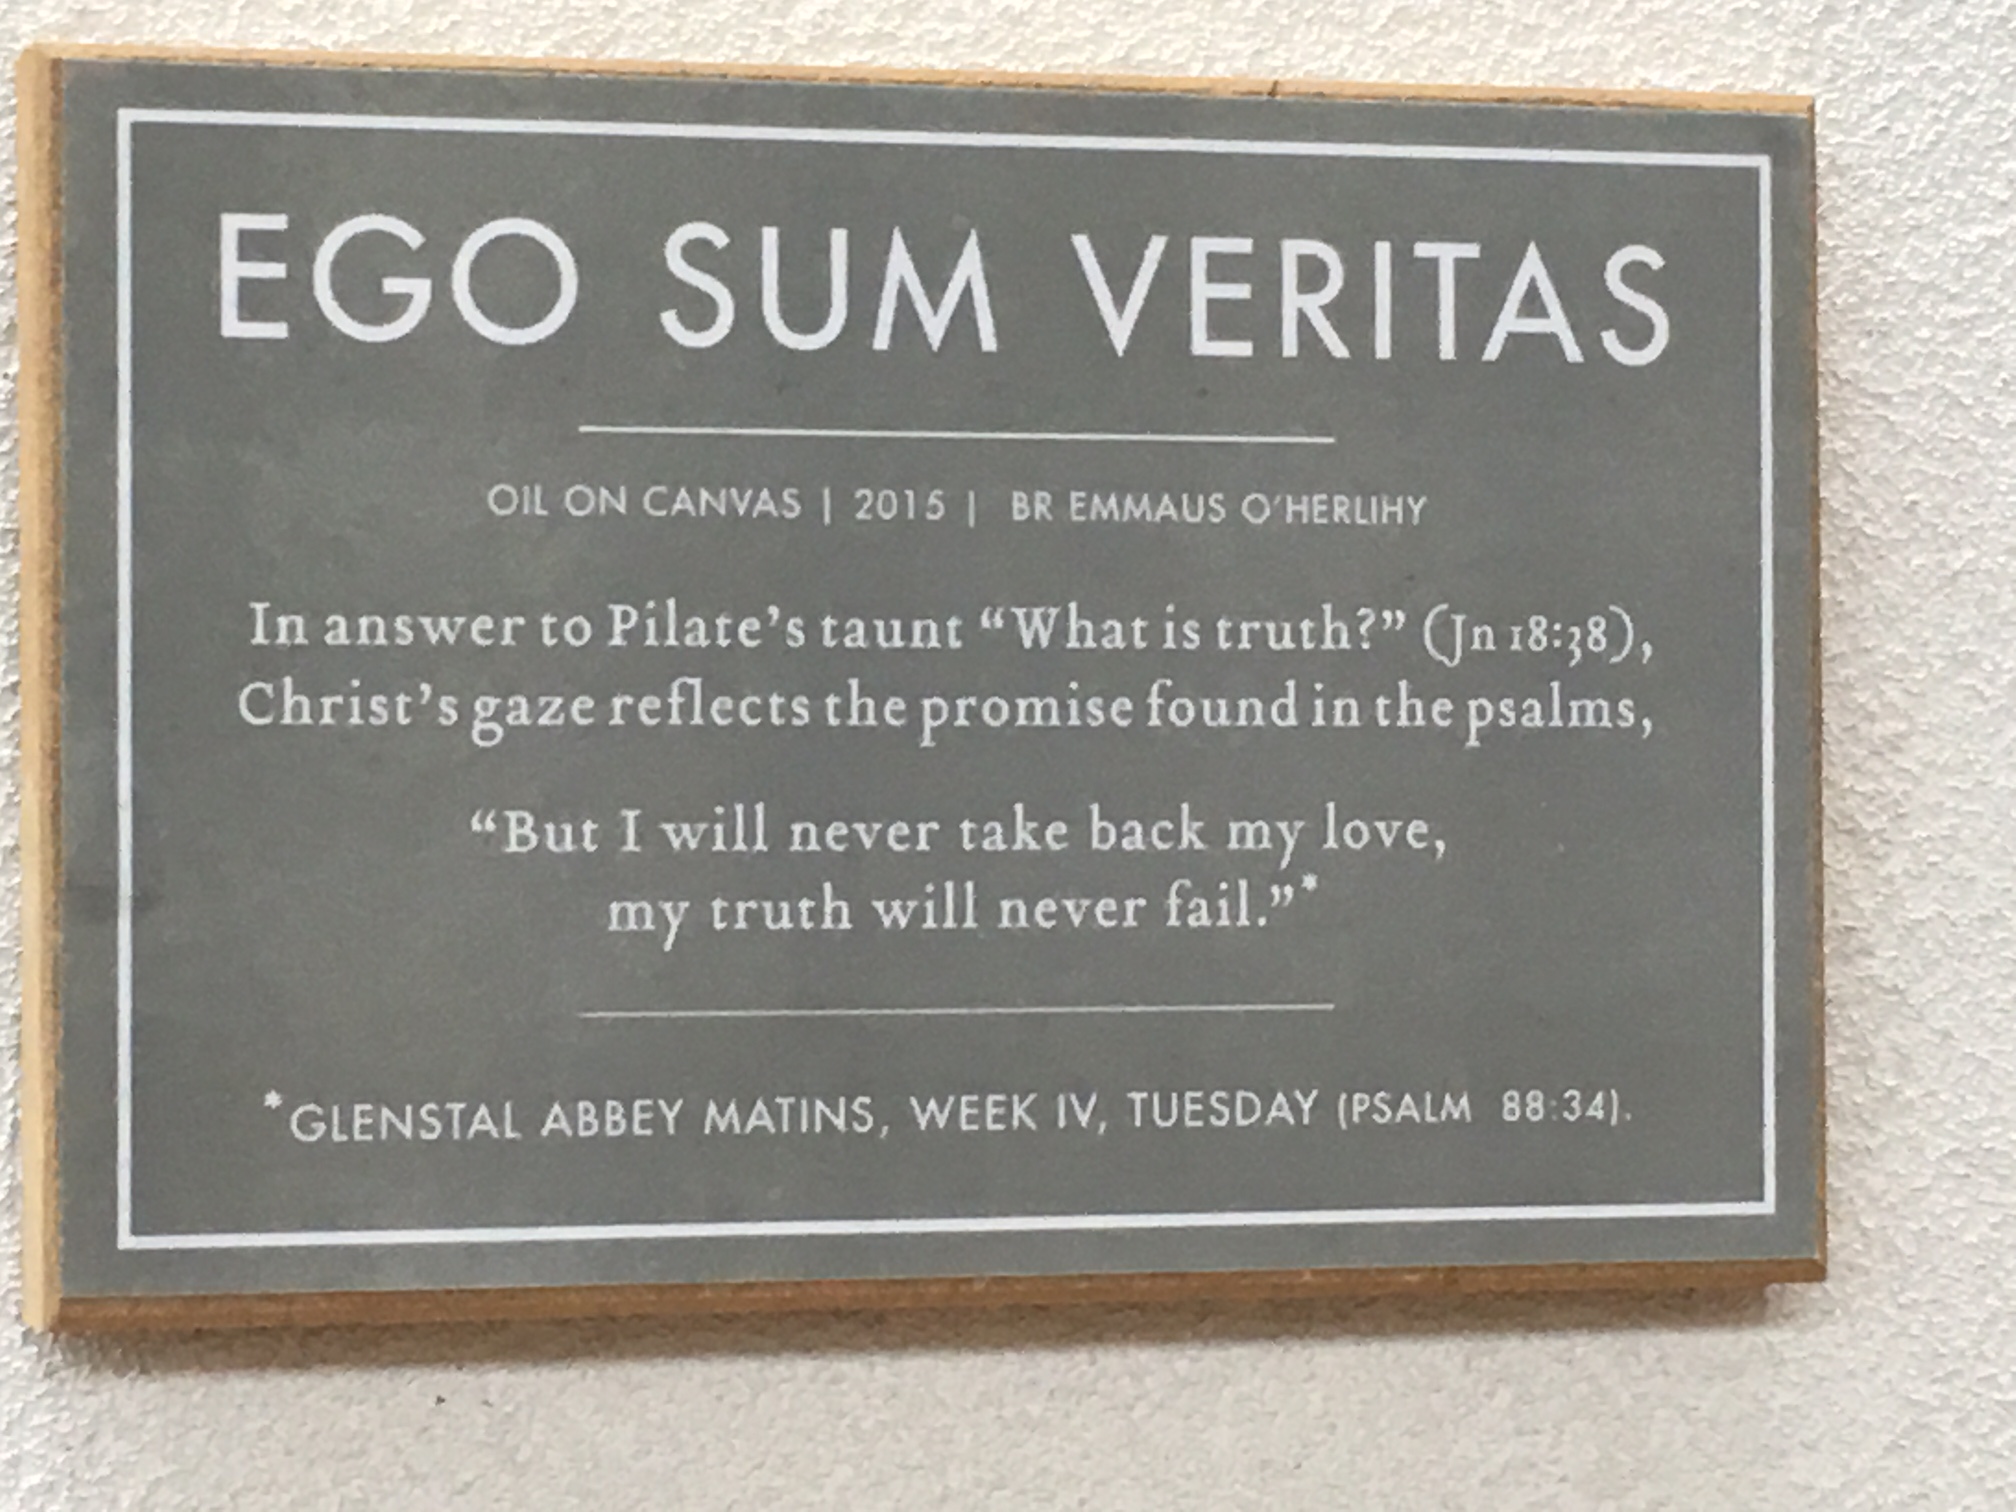 EGO SUM VERITAS
OIL ON CANVAS | 2015 | BR EMMAUS O'HERLIHY
In answer to Pilate’s taunt “What is truth?” (Jn 18:38),
Christ’s gaze reflects the promise found in the psalms,
“But I will never take back my love,
my truth will never fail.”*
*GLENSTAL ABBEY MATINS, WEEK IV, TUESDAY (PSALM 88:34).